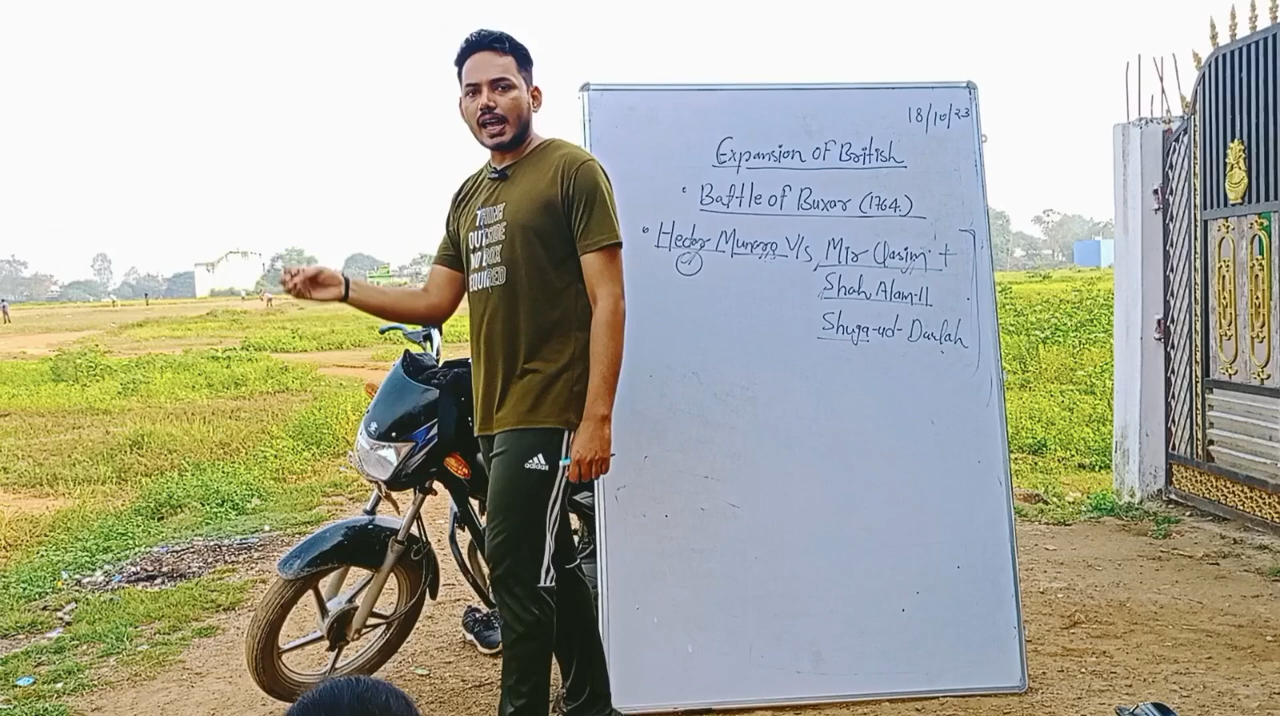 18/10/23
Expansion of British
• Battle of Buxar (1764.)
• Hector Munro V/s Mir Qasim +
Shah Alam-II
Shuja-ud-Daulah
THINK
OUTSIDE
NO BOX
REQUIRED
adidas